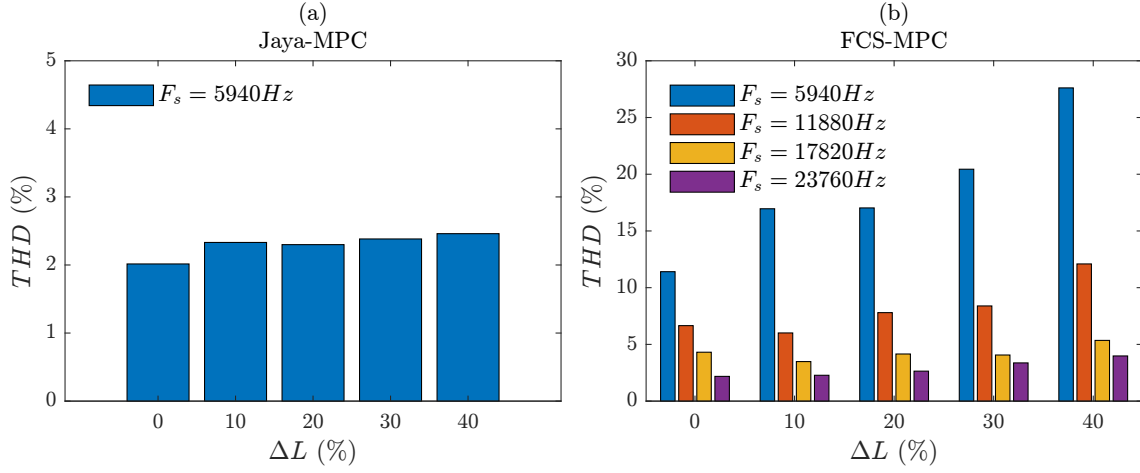 (a)
Jaya-MPC
5
4
3
2
1
0
THD (%)
F_s = 5940Hz
0 10 20 30 40
ΔL (%)
(b)
FCS-MPC
30
25
20
15
10
5
0
THD (%)
F_s = 5940Hz
F_s = 11880Hz
F_s = 17820Hz
F_s = 23760Hz
0 10 20 30 40
ΔL (%)